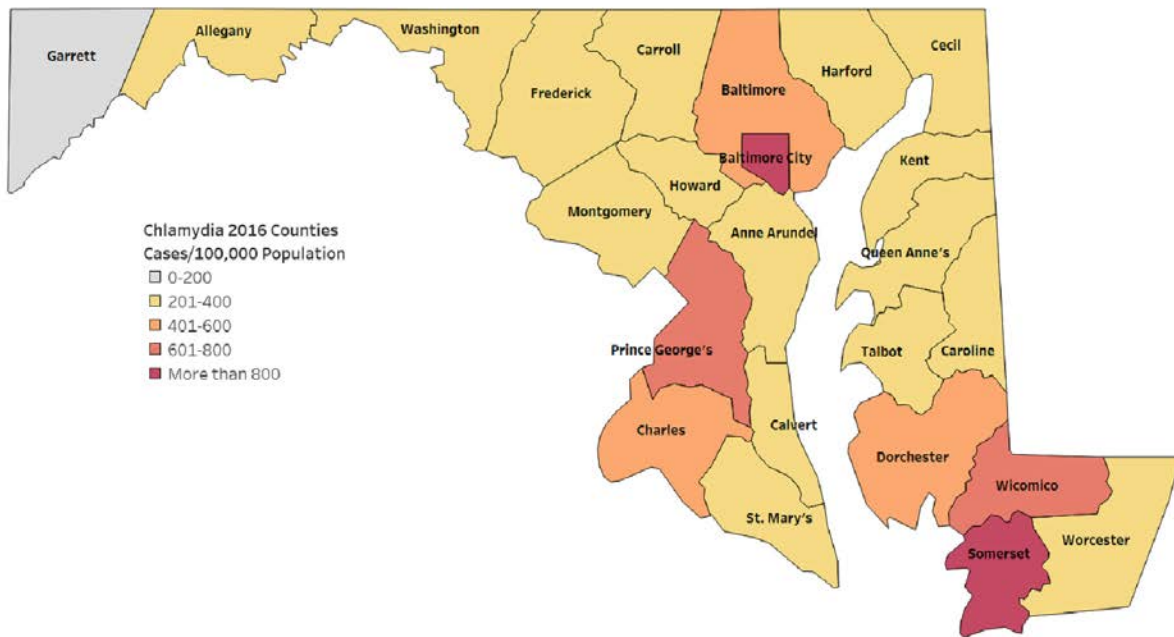 Garrett
Allegany
Washington
Frederick
Carroll
Baltimore
Harford
Cecil
Baltimore City
Howard
Montgomery
Anne Arundel
Kent
Queen Anne's
Chlamydia 2016 Counties
Cases/100,000 Population
0-200
201-400
401-600
601-800
More than 800
Prince George's
Talbot
Caroline
Charles
Calvert
St. Mary's
Dorchester
Wicomico
Somerset
Worcester